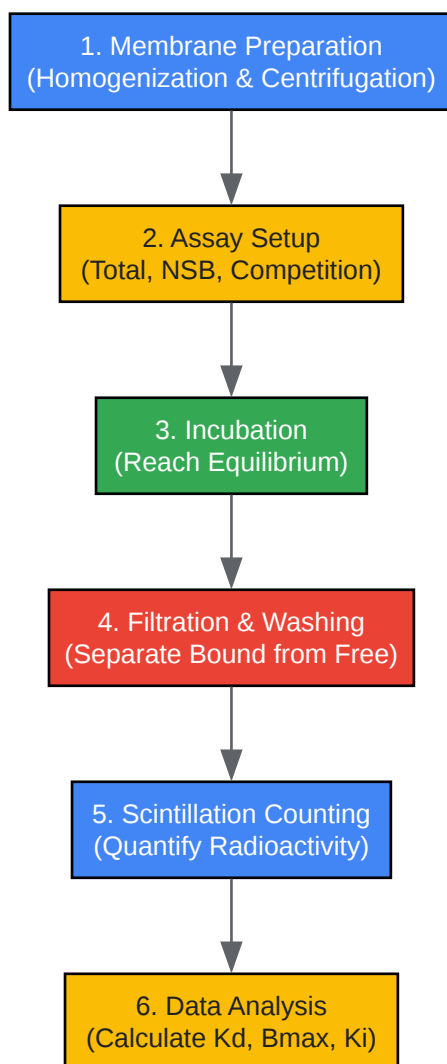 1. Membrane Preparation
(Homogenization & Centrifugation)
2. Assay Setup
(Total, NSB, Competition)
3. Incubation
(Reach Equilibrium)
4. Filtration & Washing
(Separate Bound from Free)
5. Scintillation Counting
(Quantify Radioactivity)
6. Data Analysis
(Calculate Kd, Bmax, Ki)